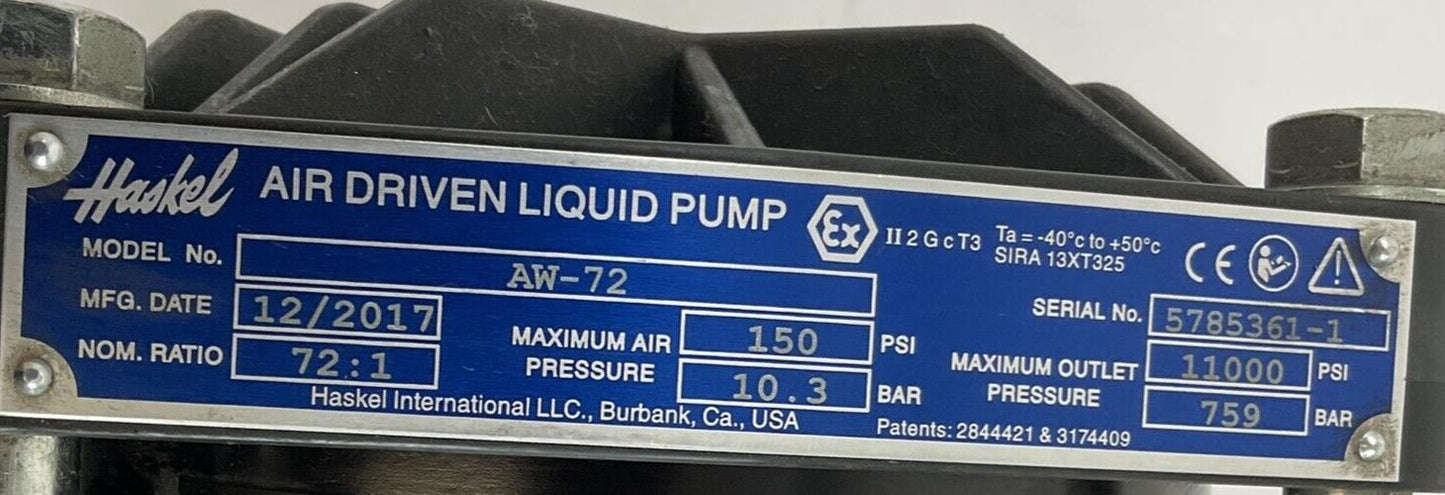 Haskel AIR DRIVEN LIQUID PUMP Ex II 2 G c T3 Ta = -40°c to +50°c
SIRA 13XT325 CE
MODEL No. AW-72
MFG. DATE 12/2017
NOM. RATIO 72:1
MAXIMUM AIR PRESSURE 150 PSI
10.3 BAR
SERIAL No. 5785361-1
MAXIMUM OUTLET PRESSURE 11000 PSI
759 BAR
Haskel International LLC., Burbank, Ca., USA
Patents: 2844421 & 3174409